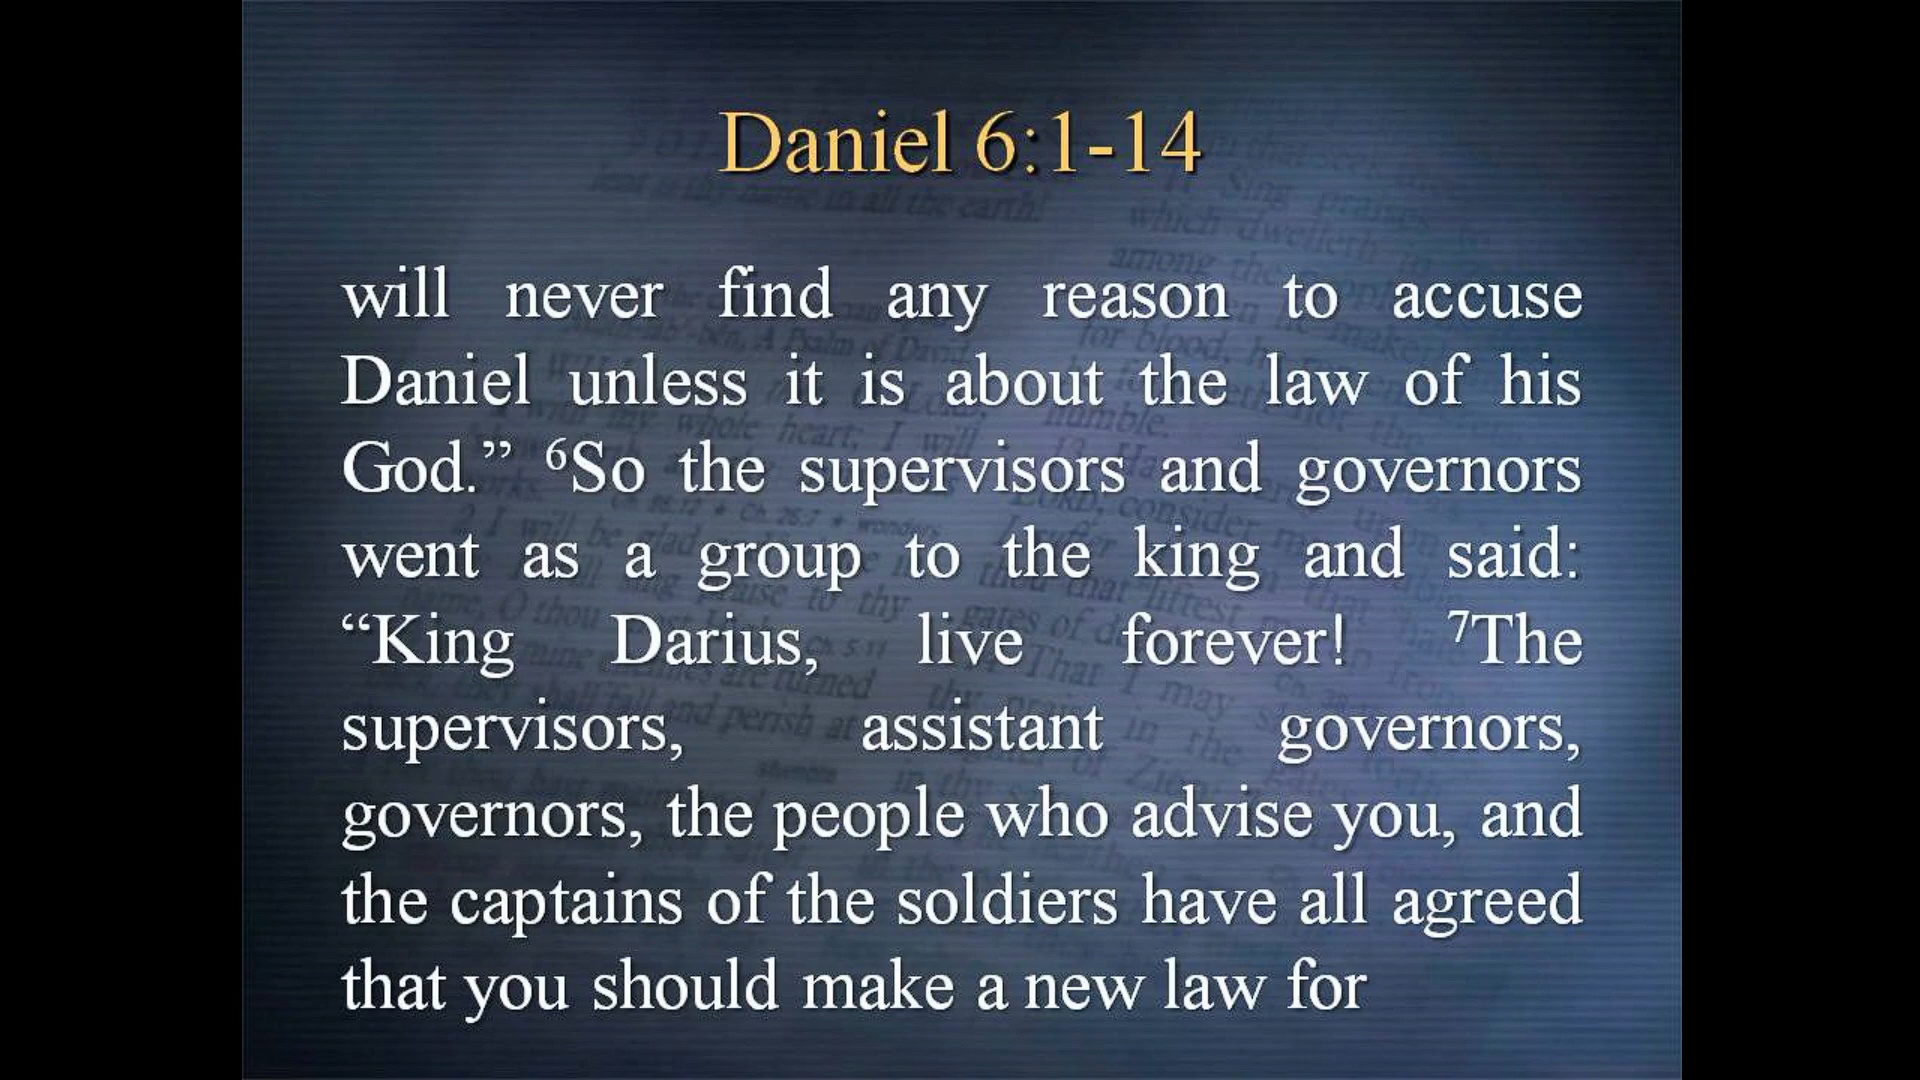 Daniel 6:1-14
will never find any reason to accuse
Daniel unless it is about the law of his
God.” ⁶So the supervisors and governors
went as a group to the king and said:
“King Darius, live forever! ⁷The
supervisors, assistant governors,
governors, the people who advise you, and
the captains of the soldiers have all agreed
that you should make a new law for